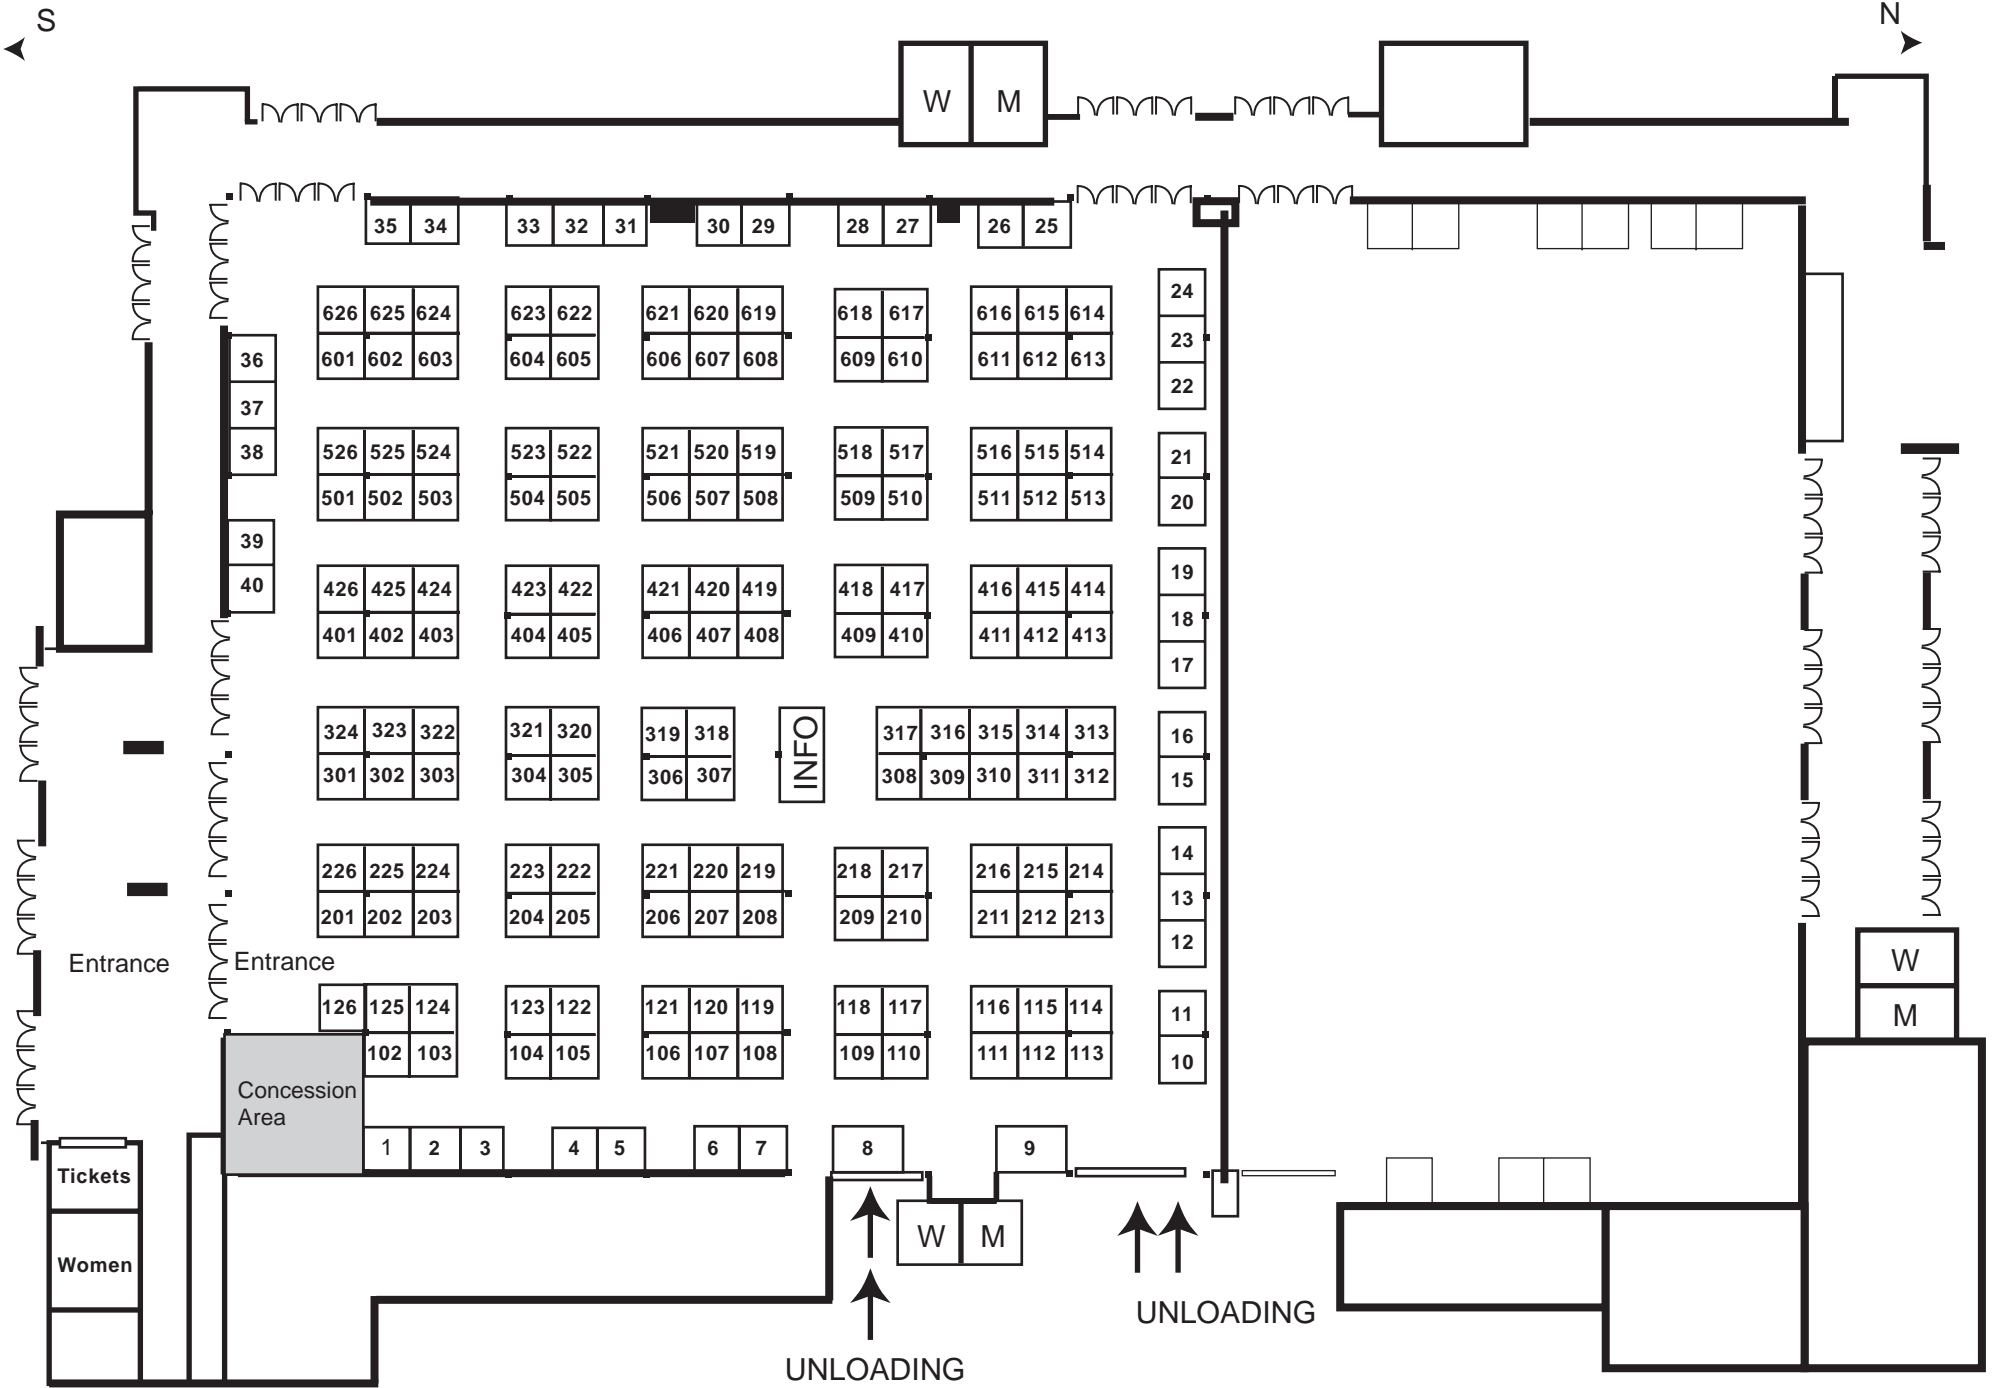 S N
W M
35 34 33 32 31 30 29 28 27 26 25
24
626 625 624 623 622 621 620 619 618 617 616 615 614
23
601 602 603 604 605 606 607 608 609 610 611 612 613
36
22
37
38
526 525 524 523 522 521 520 519 518 517 516 515 514
21
501 502 503 504 505 506 507 508 509 510 511 512 513
20
39
40
19
426 425 424 423 422 421 420 419 418 417 416 415 414
18
401 402 403 404 405 406 407 408 409 410 411 412 413
17
324 323 322 321 320 319 318 INFO 317 316 315 314 313
16
301 302 303 304 305 306 307 308 309 310 311 312
15
14
226 225 224 223 222 221 220 219 218 217 216 215 214
13
201 202 203 204 205 206 207 208 209 210 211 212 213
12
Entrance Entrance
W
M
126 125 124 123 122 121 120 119 118 117 116 115 114
11
102 103 104 105 106 107 108 109 110 111 112 113
10
Concession
Area
1 2 3 4 5 6 7 8 9
Tickets
W M
Women
UNLOADING
UNLOADING